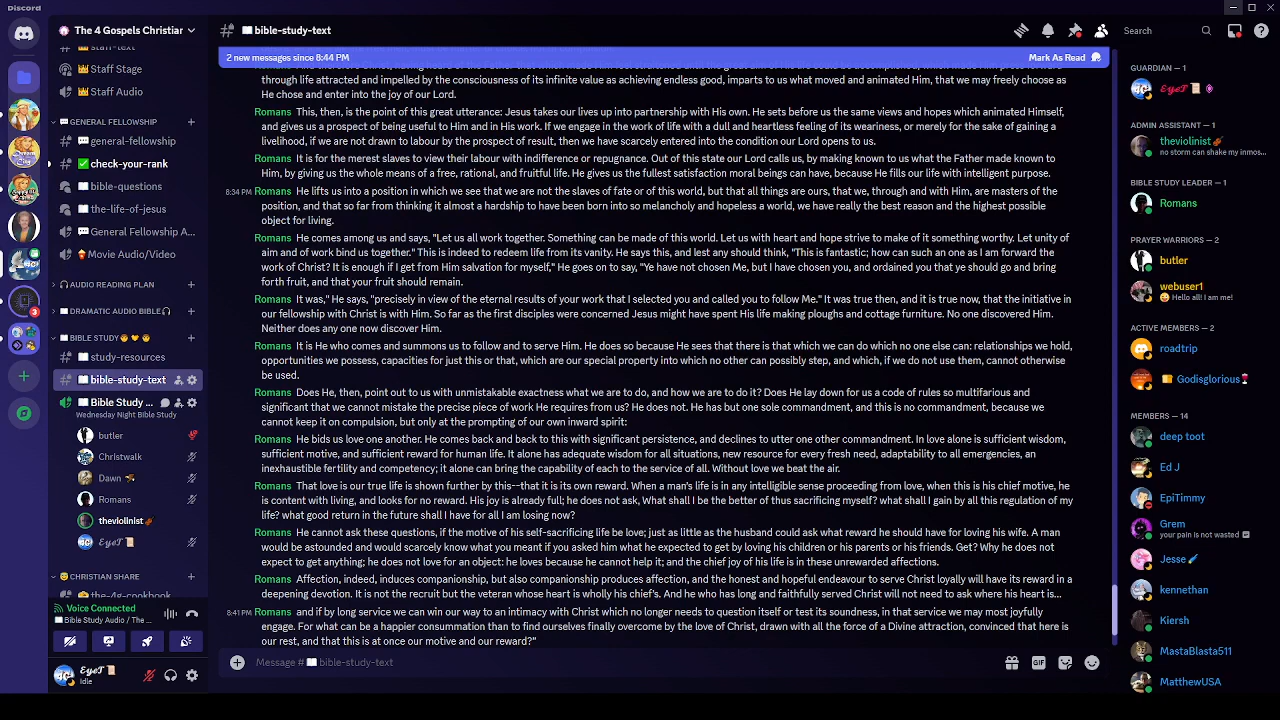 Discord
The 4 Gospels Christiar
bible-study-text
Search
staff-text
Staff Stage
Staff Audio
GENERAL FELLOWSHIP
general-fellowship
check-your-rank
bible-questions
the-life-of-jesus
General Fellowship A...
Movie Audio/Video
AUDIO READING PLAN
DRAMATIC AUDIO BIBLE
BIBLE STUDY
study-resources
bible-study-text
Bible Study ...
Wednesday Night Bible Study
butler
Christwalk
Dawn
Romans
theviolinist
EyeT
CHRISTIAN SHARE
the-4g-cookbook
Voice Connected
Bible Study Audio / The ...
EyeT
Idle
2 new messages since 8:44 PM
Mark As Read
through life attracted and impelled by the consciousness of its infinite value as achieving endless good, imparts to us what moved and animated Him, that we may freely choose as
He chose and enter into the joy of our Lord.
Romans This, then, is the point of this great utterance: Jesus takes our lives up into partnership with His own. He sets before us the same views and hopes which animated Himself,
and gives us a prospect of being useful to Him and in His work. If we engage in the work of life with a dull and heartless feeling of its weariness, or merely for the sake of gaining a
livelihood, if we are not drawn to labour by the prospect of result, then we have scarcely entered into the condition our Lord opens to us.
Romans It is for the merest slaves to view their labour with indifference or repugnance. Out of this state our Lord calls us, by making known to us what the Father made known to
Him, by giving us the whole means of a free, rational, and fruitful life. He gives us the fullest satisfaction moral beings can have, because He fills our life with intelligent purpose.
8:34 PM Romans He lifts us into a position in which we see that we are not the slaves of fate or of this world, but that all things are ours, that we, through and with Him, are masters of the
position, and that so far from thinking it almost a hardship to have been born into so melancholy and hopeless a world, we have really the best reason and the highest possible
object for living.
Romans He comes among us and says, "Let us all work together. Something can be made of this world. Let us with heart and hope strive to make of it something worthy. Let unity of
aim and of work bind us together." This is indeed to redeem life from its vanity. He says this, and lest any should think, "This is fantastic; how can such an one as I am forward the
work of Christ? It is enough if I get from Him salvation for myself," He goes on to say, "Ye have not chosen Me, but I have chosen you, and ordained you that ye should go and bring
forth fruit, and that your fruit should remain.
Romans It was," He says, "precisely in view of the eternal results of your work that I selected you and called you to follow Me." It was true then, and it is true now, that the initiative in
our fellowship with Christ is with Him. So far as the first disciples were concerned Jesus might have spent His life making ploughs and cottage furniture. No one discovered Him.
Neither does any one now discover Him.
Romans It is He who comes and summons us to follow and to serve Him. He does so because He sees that there is that which we can do which no one else can: relationships we hold,
opportunities we possess, capacities for just this or that, which are our special property into which no other can possibly step, and which, if we do not use them, cannot otherwise
be used.
Romans Does He, then, point out to us with unmistakable exactness what we are to do, and how we are to do it? Does He lay down for us a code of rules so multifarious and
significant that we cannot mistake the precise piece of work He requires from us? He does not. He has but one sole commandment, and this is no commandment, because we
cannot keep it on compulsion, but only at the prompting of our own inward spirit:
Romans He bids us love one another. He comes back and back to this with significant persistence, and declines to utter one other commandment. In love alone is sufficient wisdom,
sufficient motive, and sufficient reward for human life. It alone has adequate wisdom for all situations, new resource for every fresh need, adaptability to all emergencies, an
inexhaustible fertility and competency; it alone can bring the capability of each to the service of all. Without love we beat the air.
Romans That love is our true life is shown further by this--that it is its own reward. When a man's life is in any intelligible sense proceeding from love, when this is his chief motive, he
is content with living, and looks for no reward. His joy is already full; he does not ask, What shall I be the better of thus sacrificing myself? what shall I gain by all this regulation of my
life? what good return in the future shall I have for all I am losing now?
Romans He cannot ask these questions, if the motive of his self-sacrificing life be love; just as little as the husband could ask what reward he should have for loving his wife. A man
would be astounded and would scarcely know what you meant if you asked him what he expected to get by loving his children or his parents or his friends. Get? Why he does not
expect to get anything; he does not love for an object: he loves because he cannot help it; and the chief joy of his life is in these unrewarded affections.
Romans Affection, indeed, induces companionship, but also companionship produces affection, and the honest and hopeful endeavour to serve Christ loyally will have its reward in a
deepening devotion. It is not the recruit but the veteran whose heart is wholly his chief's. And he who has long and faithfully served Christ will not need to ask where his heart is...
8:41 PM Romans and if by long service we can win our way to an intimacy with Christ which no longer needs to question itself or test its soundness, in that service we may most joyfully
engage. For what can be a happier consummation than to find ourselves finally overcome by the love of Christ, drawn with all the force of a Divine attraction, convinced that here is
our rest, and that this is at once our motive and our reward?"
Message # bible-study-text
GIF
GUARDIAN — 1
EyeT
ADMIN ASSISTANT — 1
theviolinist
no storm can shake my inmos...
BIBLE STUDY LEADER — 1
Romans
PRAYER WARRIORS — 2
butler
webuser1
Hello all! I am me!
ACTIVE MEMBERS — 2
roadtrip
Godisglorious
MEMBERS — 14
deep toot
Ed J
EpiTimmy
Grem
your pain is not wasted
Jesse
kennethan
Kiersh
MastaBlasta511
MatthewUSA